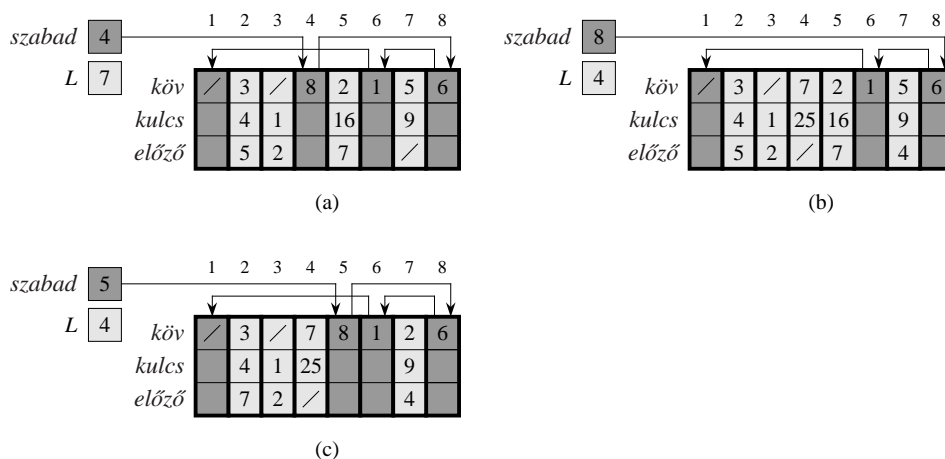 1 2 3 4 5 6 7 8
szabad 4
L 7
köv / 3 / 8 2 1 5 6
kulcs 4 1 16 9
előző 5 2 7 /
(a)
1 2 3 4 5 6 7 8
szabad 8
L 4
köv / 3 / 7 2 1 5 6
kulcs 4 1 25 16 9
előző 5 2 / 7 4
(b)
1 2 3 4 5 6 7 8
szabad 5
L 4
köv / 3 / 7 8 1 2 6
kulcs 4 1 25 9
előző 7 2 / 4
(c)